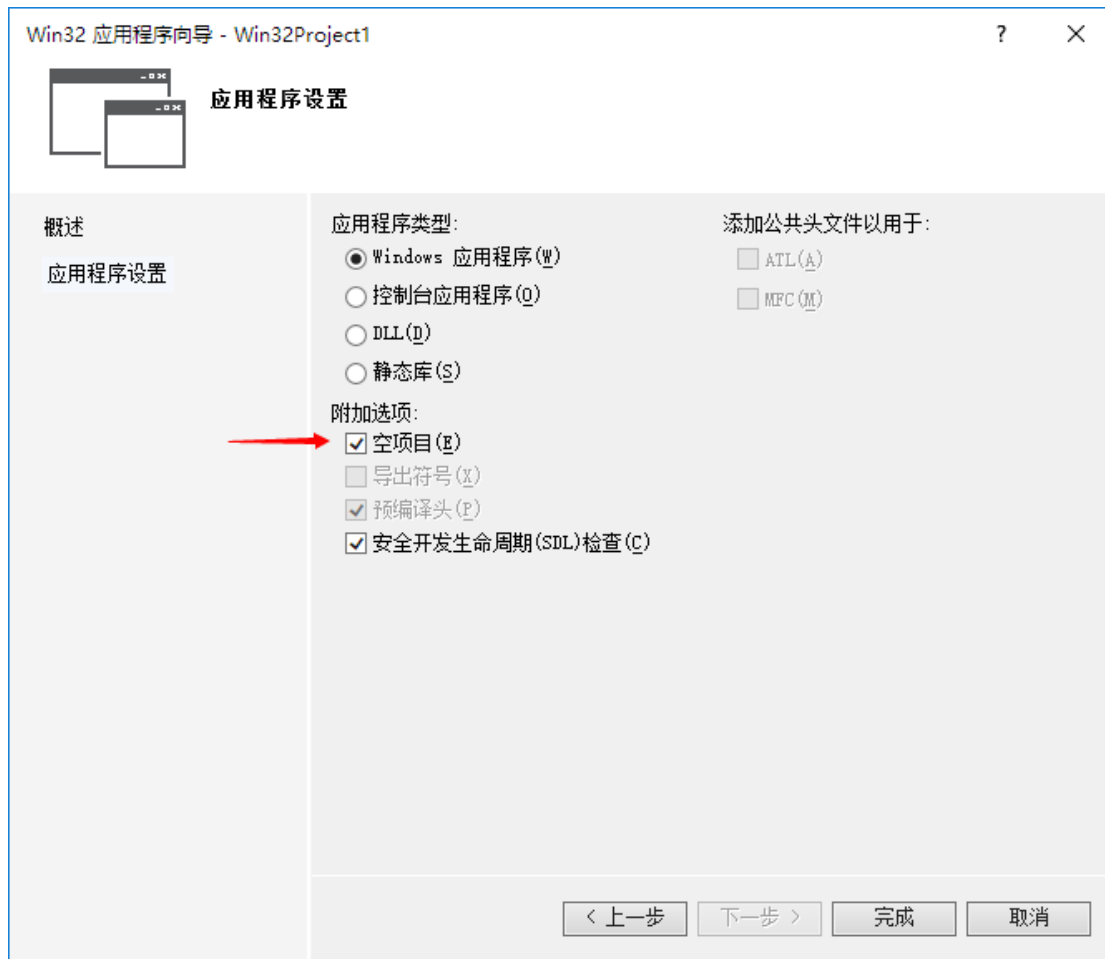 Win32 应用程序向导 - Win32Project1
应用程序设置
概述
应用程序设置
应用程序类型:
Windows 应用程序(W)
控制台应用程序(O)
DLL(D)
静态库(S)
附加选项:
空项目(E)
导出符号(X)
预编译头(P)
安全开发生命周期(SDL)检查(C)
添加公共头文件以用于:
ATL(A)
MFC(M)
< 上一步
下一步 >
完成
取消